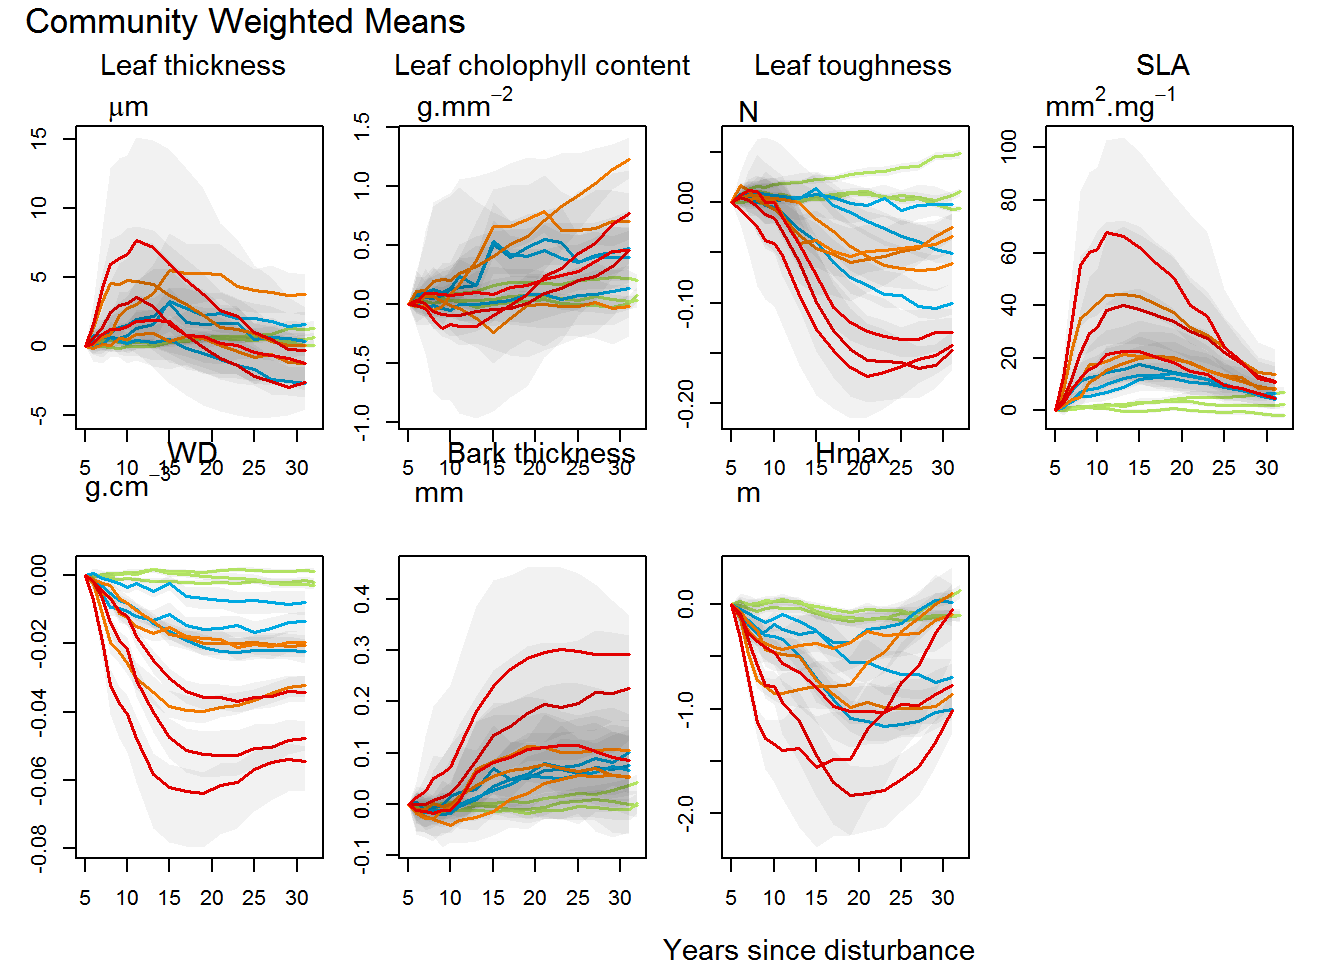 Community Weighted Means
Leaf thickness
μm
15
10
5
0
-5
5 10 15 20 25 30
Leaf cholophyll content
g.mm⁻²
1.5
1.0
0.5
0.0
-0.5
-1.0
5 10 15 20 25 30
Leaf toughness
N
0.00
-0.10
-0.20
5 10 15 20 25 30
SLA
mm².mg⁻¹
100
80
60
40
20
0
5 10 15 20 25 30
WD
g.cm⁻³
0.00
-0.02
-0.04
-0.06
-0.08
5 10 15 20 25 30
Bark thickness
mm
0.4
0.3
0.2
0.1
0.0
-0.1
5 10 15 20 25 30
Hmax
m
0.0
-1.0
-2.0
5 10 15 20 25 30
Years since disturbance